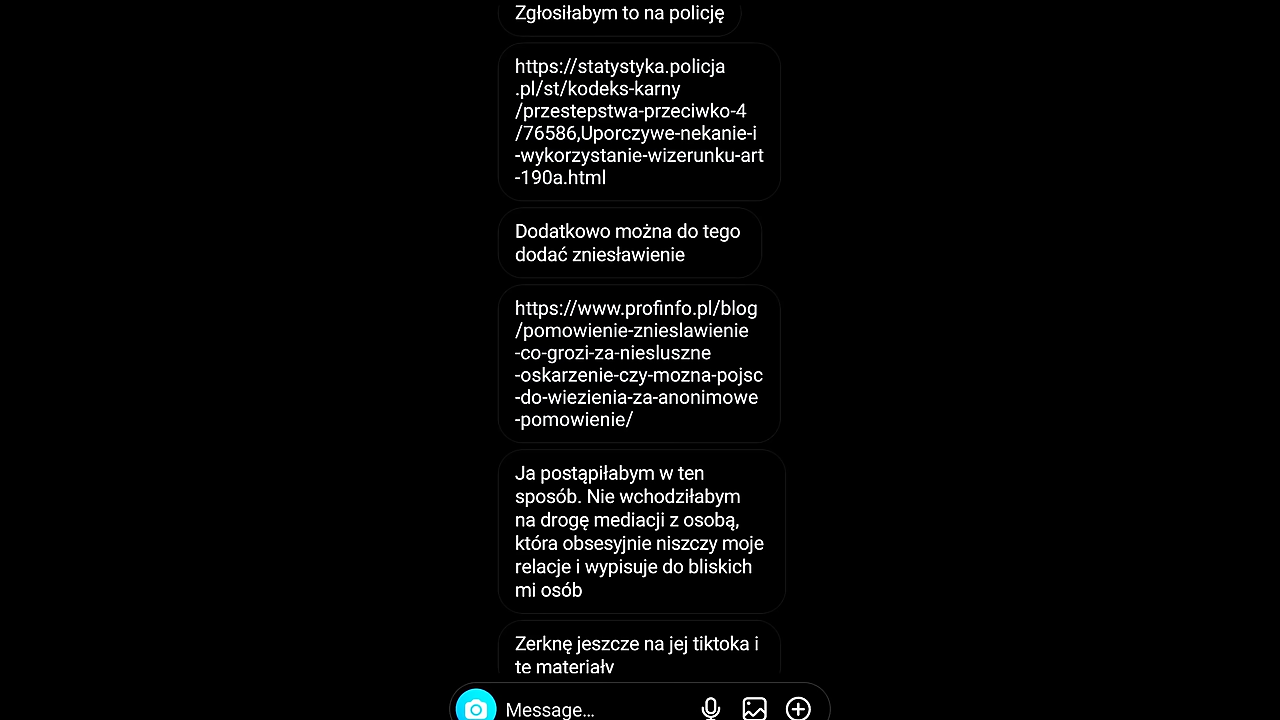 Zgłosiłabym to na policję
https://statystyka.policja
.pl/st/kodeks-karny
/przestepstwa-przeciwko-4
/76586,Uporczywe-nekanie-i
-wykorzystanie-wizerunku-art
-190a.html
Dodatkowo można do tego
dodać zniesławienie
https://www.profinfo.pl/blog
/pomowienie-znieslawienie
-co-grozi-za-niesluszne
-oskarzenie-czy-mozna-pojsc
-do-wiezienia-za-anonimowe
-pomowienie/
Ja postąpiłabym w ten
sposób. Nie wchodziłabym
na drogę mediacji z osobą,
która obsesyjnie niszczy moje
relacje i wypisuje do bliskich
mi osób
Zerknę jeszcze na jej tiktoka i
te materiały
Message...